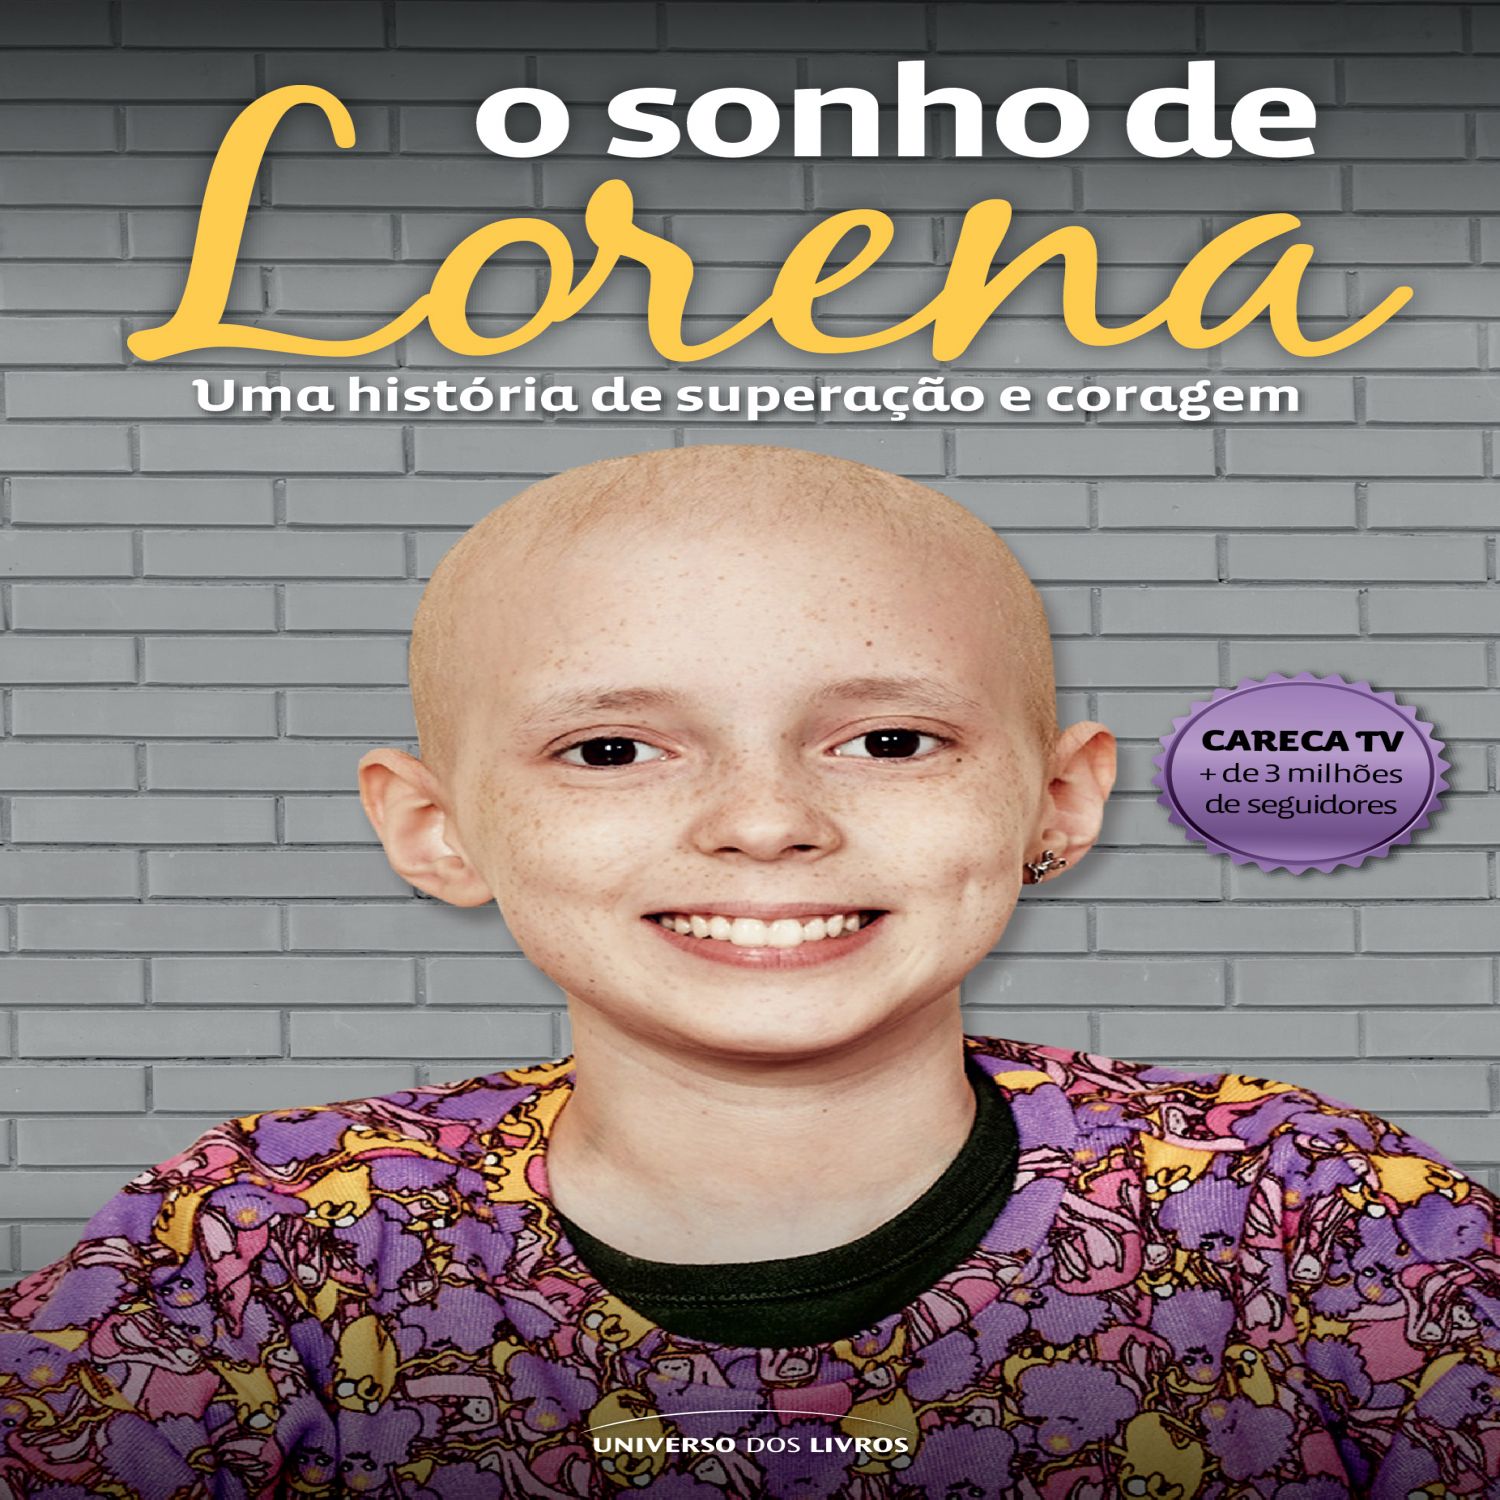 o sonho de
Lorena
Uma história de superação e coragem
CARECA TV
+ de 3 milhões
de seguidores
UNIVERSO DOS LIVROS